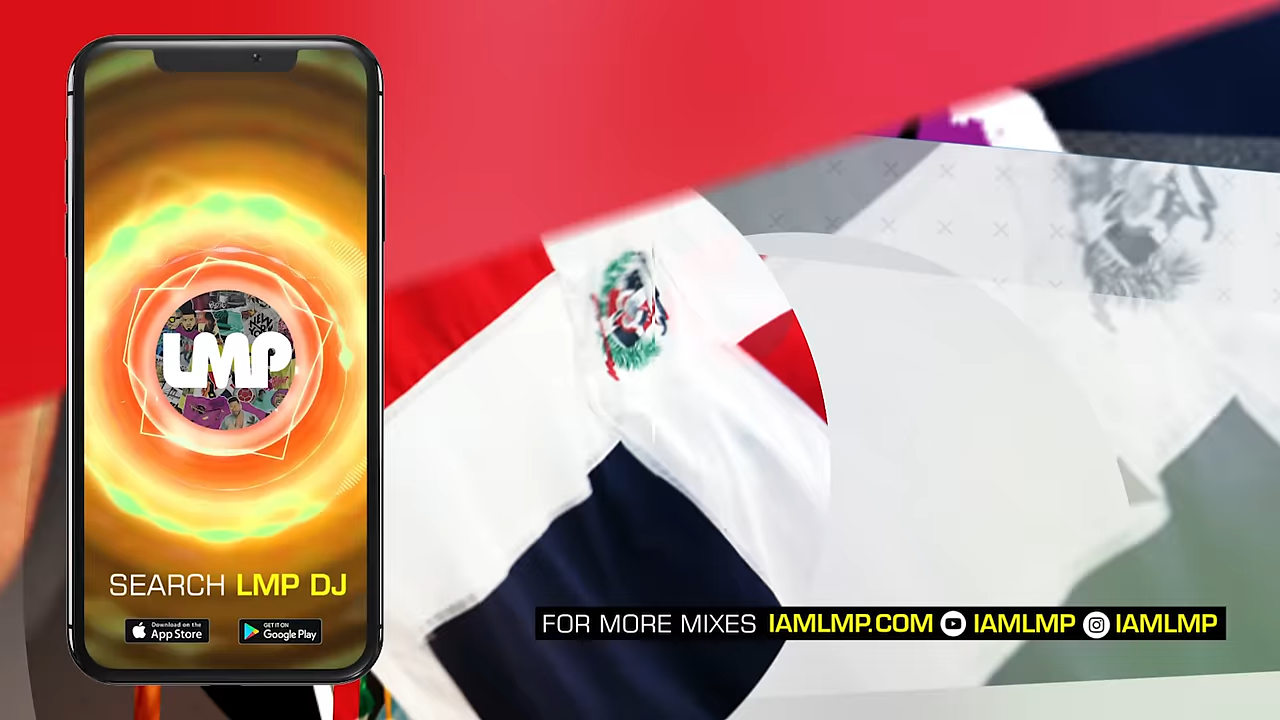 LMP
SEARCH LMP DJ
Download on the
App Store
GET IT ON
Google Play
FOR MORE MIXES IAMLMP.COM IAMLMP IAMLMP